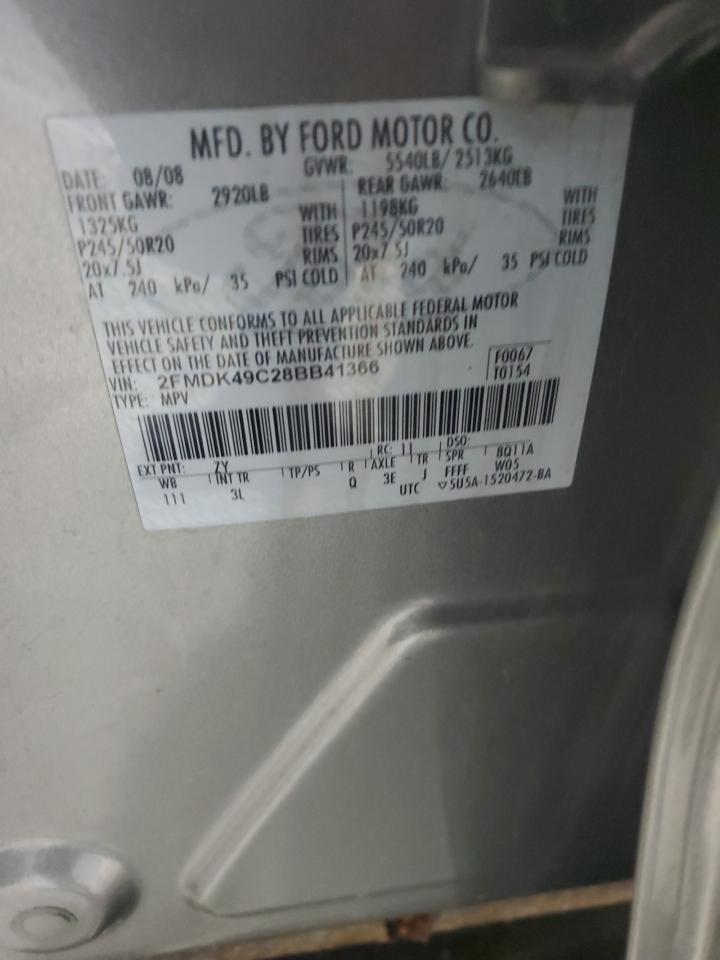 MFD. BY FORD MOTOR CO.
DATE: 08/08 GVWR: 5540LB/ 2513KG
FRONT GAWR: 2920LB REAR GAWR: 2640LB
1325KG WITH 1198KG WITH
P245/50R20 TIRES P245/50R20 TIRES
20x7.5J RIMS 20x7.5J RIMS
AT 240 kPa/ 35 PSI COLD AT 240 kPa/ 35 PSI COLD
THIS VEHICLE CONFORMS TO ALL APPLICABLE FEDERAL MOTOR
VEHICLE SAFETY AND THEFT PREVENTION STANDARDS IN
EFFECT ON THE DATE OF MANUFACTURE SHOWN ABOVE.
VIN: 2FMDK49C28BB41366 F0067
TYPE: MPV T0154
EXT PNT: ZY RC: 11 DSO:
WB INT TR TP/PS R AXLE TR SPR 8Q11A
111 3L Q 3E J FFFF W05
UTC ▽5U5A-1520472-BA